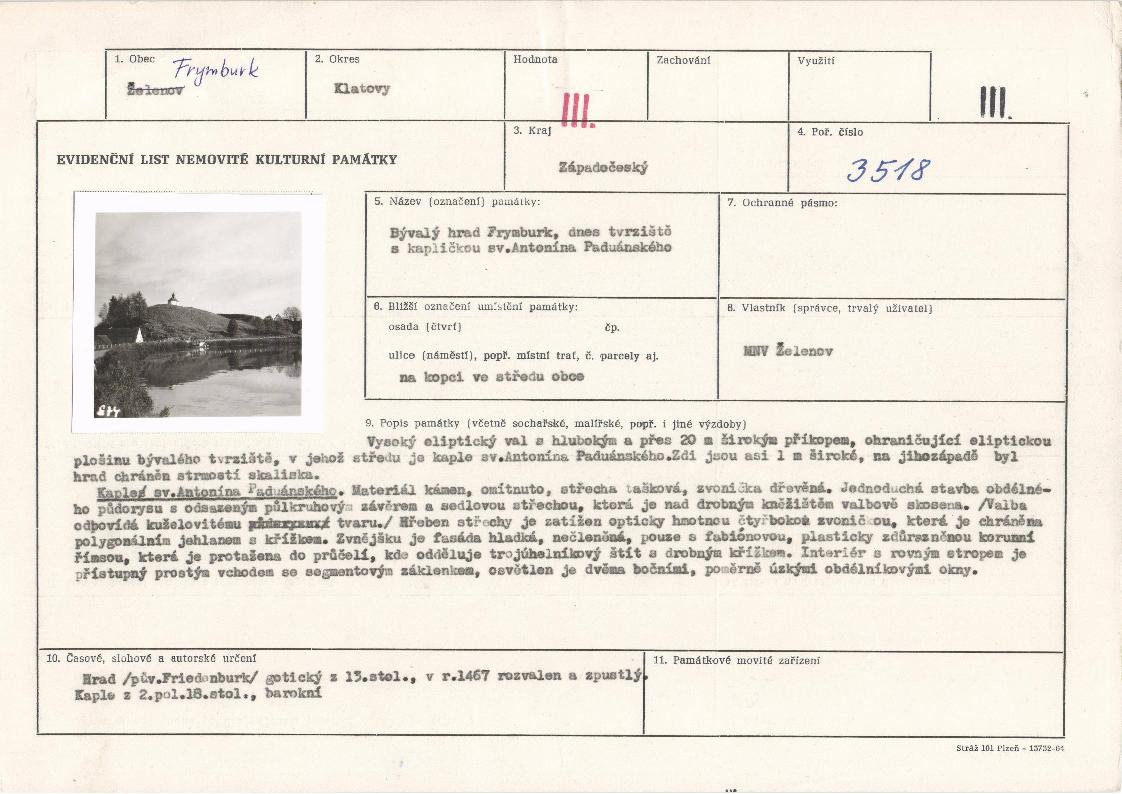 1. Obec
Frymburk
Želenov
2. Okres
Klatovy
Hodnota
III.
Zachování
Využití
III.
EVIDENČNÍ LIST NEMOVITÉ KULTURNÍ PAMÁTKY
3. Kraj
Západočeský
4. Poř. číslo
3518
5. Název (označení) památky:
Bývalý hrad Frymburk, dnes tvrziště
s kapličkou sv.Antonína Paduánského
7. Ochranné pásmo:
6. Bližší označení umístění památky:
osada (čtvrť) čp.
ulice (náměstí), popř. místní trať, č. parcely aj.
na kopci ve středu obce
8. Vlastník (správce, trvalý uživatel)
MNV Želenov
9. Popis památky (včetně sochařské, malířské, popř. i jiné výzdoby)
Vysoký eliptický val s hlubokým a přes 20 m širokým příkopem, ohraničující eliptickou
plošinu bývalého tvrziště, v jehož středu je kaple sv.Antonína Paduánského.Zdi jsou asi 1 m široké, na jihozápadě byl
hrad chráněn strmostí skaliska.
Kaple/ sv.Antonína Paduánského. Materiál kámen, omítnuto, střecha tašková, zvonička dřevěná. Jednoduchá stavba obdélné-
ho půdorysu s odsazeným půlkruhovým závěrem a sedlovou střechou, která je nad drobným kněžištěm valbově skosena. /Valba
odpovídá kuželovitému tvaru./ Hřeben střechy je zatížen opticky hmotnou čtyřbokou zvoničkou, která je chráněna
polygonálním jehlanem s křížkem. Zvnějšku je fasáda hladká, nečleněná, pouze s fabiónovou, plasticky zdůrazněnou korunní
římsou, která je protažena do průčelí, kde odděluje trojúhelníkový štít s drobným křížkem. Interiér s rovným stropem je
přístupný prostým vchodem se segmentovým záklenkem, osvětlen je dvěma bočními, poměrně úzkými obdélníkovými okny.
10. Časové, slohové a autorské určení
Hrad /pův.Friedenburk/ gotický z 13.stol., v r.1467 rozvalen a zpustlý.
Kaple z 2.pol.18.stol., barokní
11. Památkové movité zařízení
Stráž 101 Plzeň - 13732-64